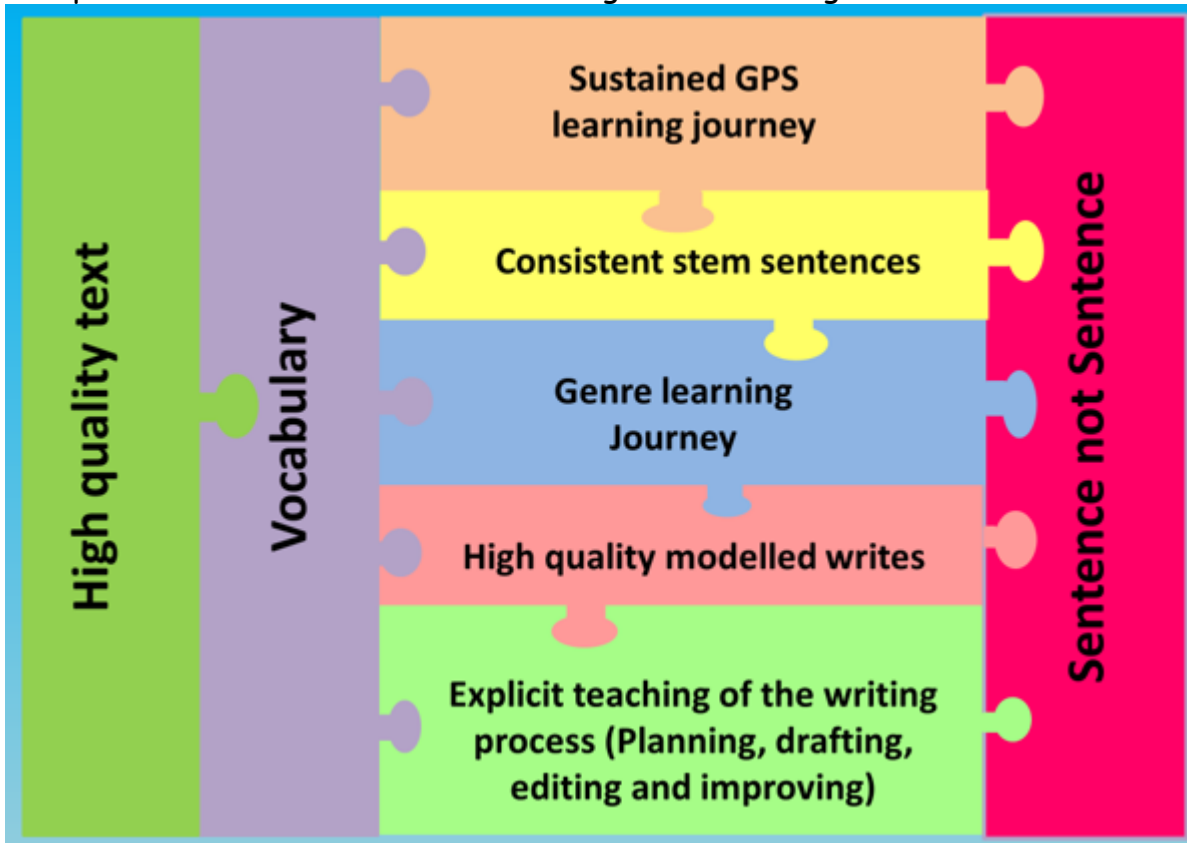 High quality text
Vocabulary
Sustained GPS
learning journey
Consistent stem sentences
Genre learning
Journey
High quality modelled writes
Explicit teaching of the writing
process (Planning, drafting,
editing and improving)
Sentence not Sentence